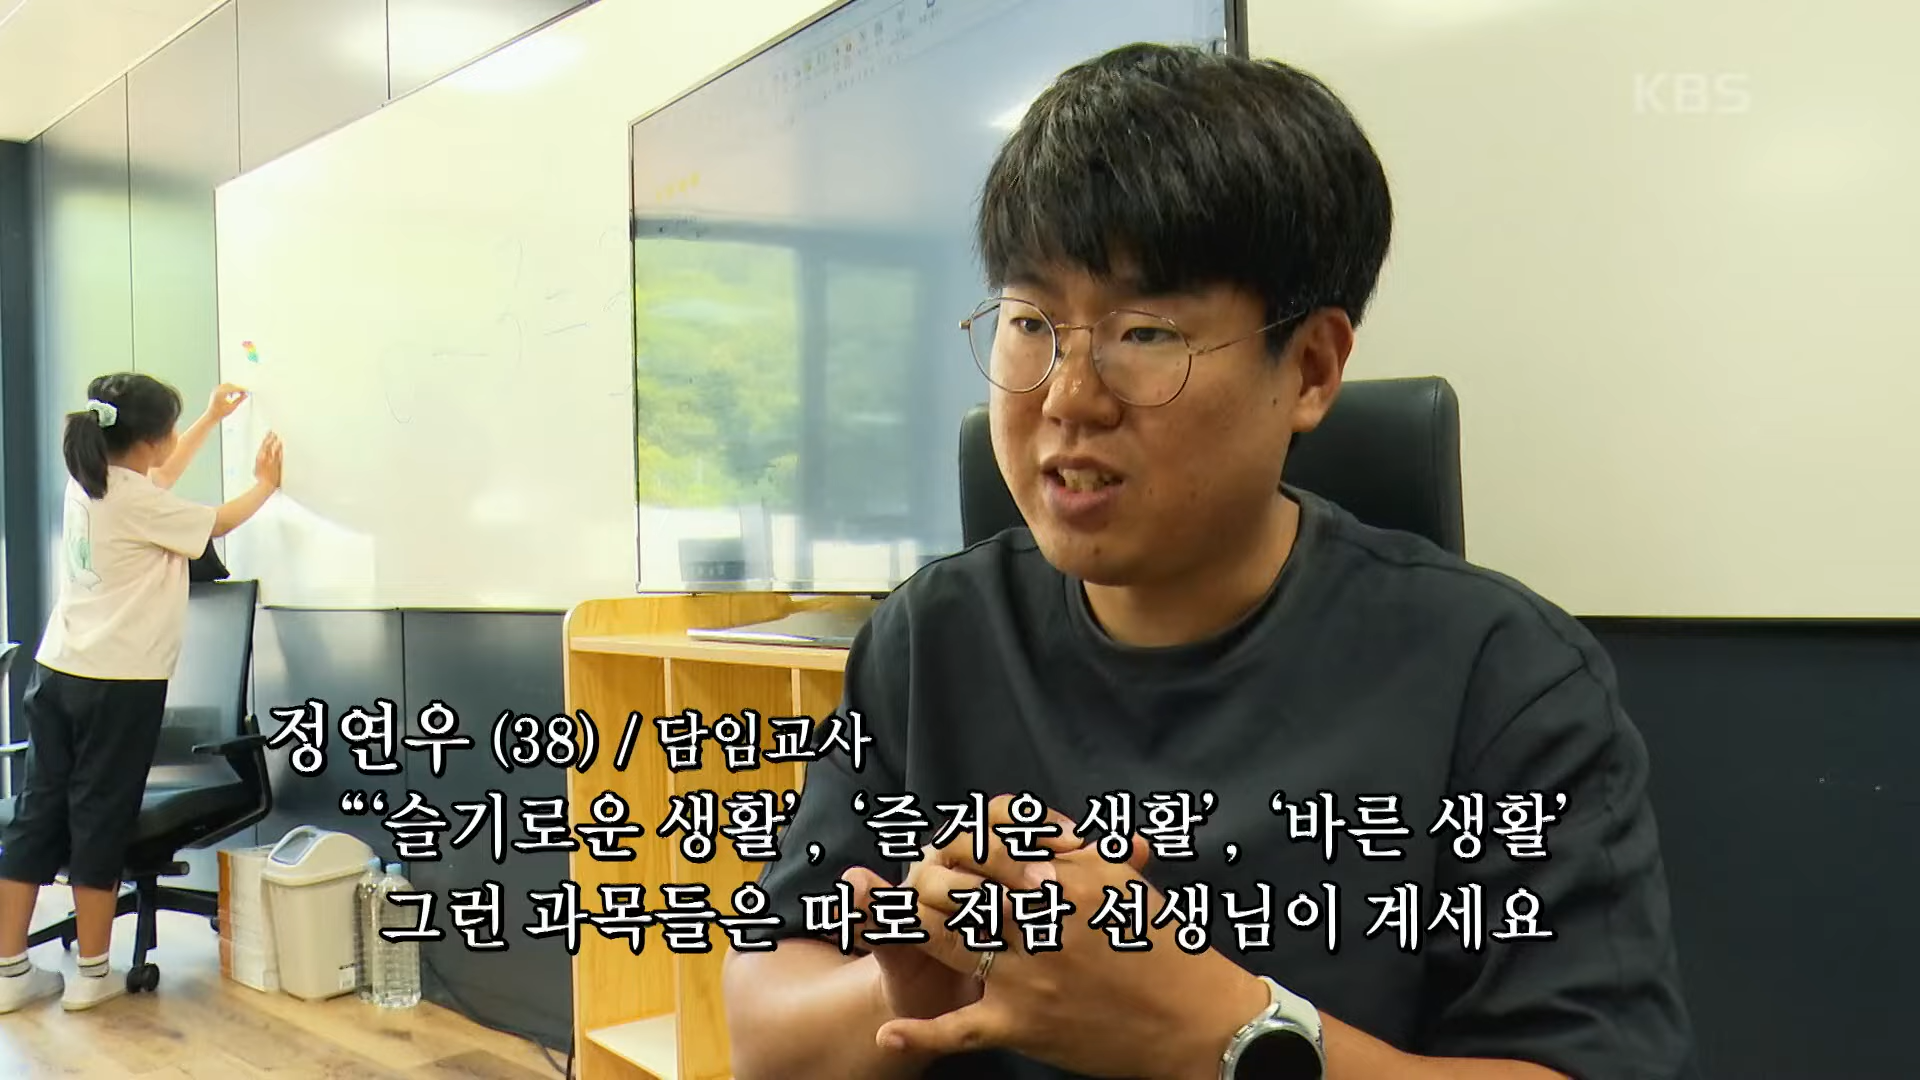 KBS
정연우 (38) / 담임교사
“‘슬기로운 생활’, ‘즐거운 생활’, ‘바른 생활’
그런 과목들은 따로 전담 선생님이 계세요